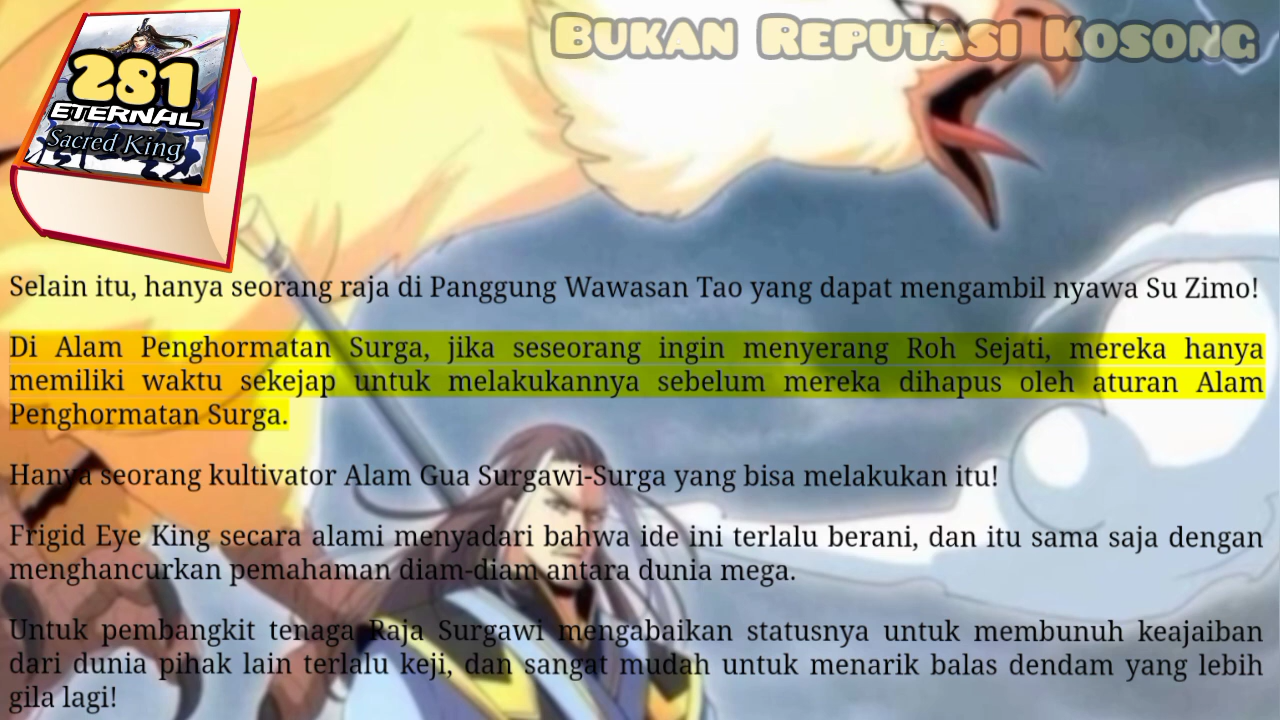 Bukan Reputasi Kosong
281
ETERNAL
Sacred King
Selain itu, hanya seorang raja di Panggung Wawasan Tao yang dapat mengambil nyawa Su Zimo!
Di Alam Penghormatan Surga, jika seseorang ingin menyerang Roh Sejati, mereka hanya
memiliki waktu sekejap untuk melakukannya sebelum mereka dihapus oleh aturan Alam
Penghormatan Surga.
Hanya seorang kultivator Alam Gua Surgawi-Surga yang bisa melakukan itu!
Frigid Eye King secara alami menyadari bahwa ide ini terlalu berani, dan itu sama saja dengan
menghancurkan pemahaman diam-diam antara dunia mega.
Untuk pembangkit tenaga Raja Surgawi mengabaikan statusnya untuk membunuh keajaiban
dari dunia pihak lain terlalu keji, dan sangat mudah untuk menarik balas dendam yang lebih
gila lagi!